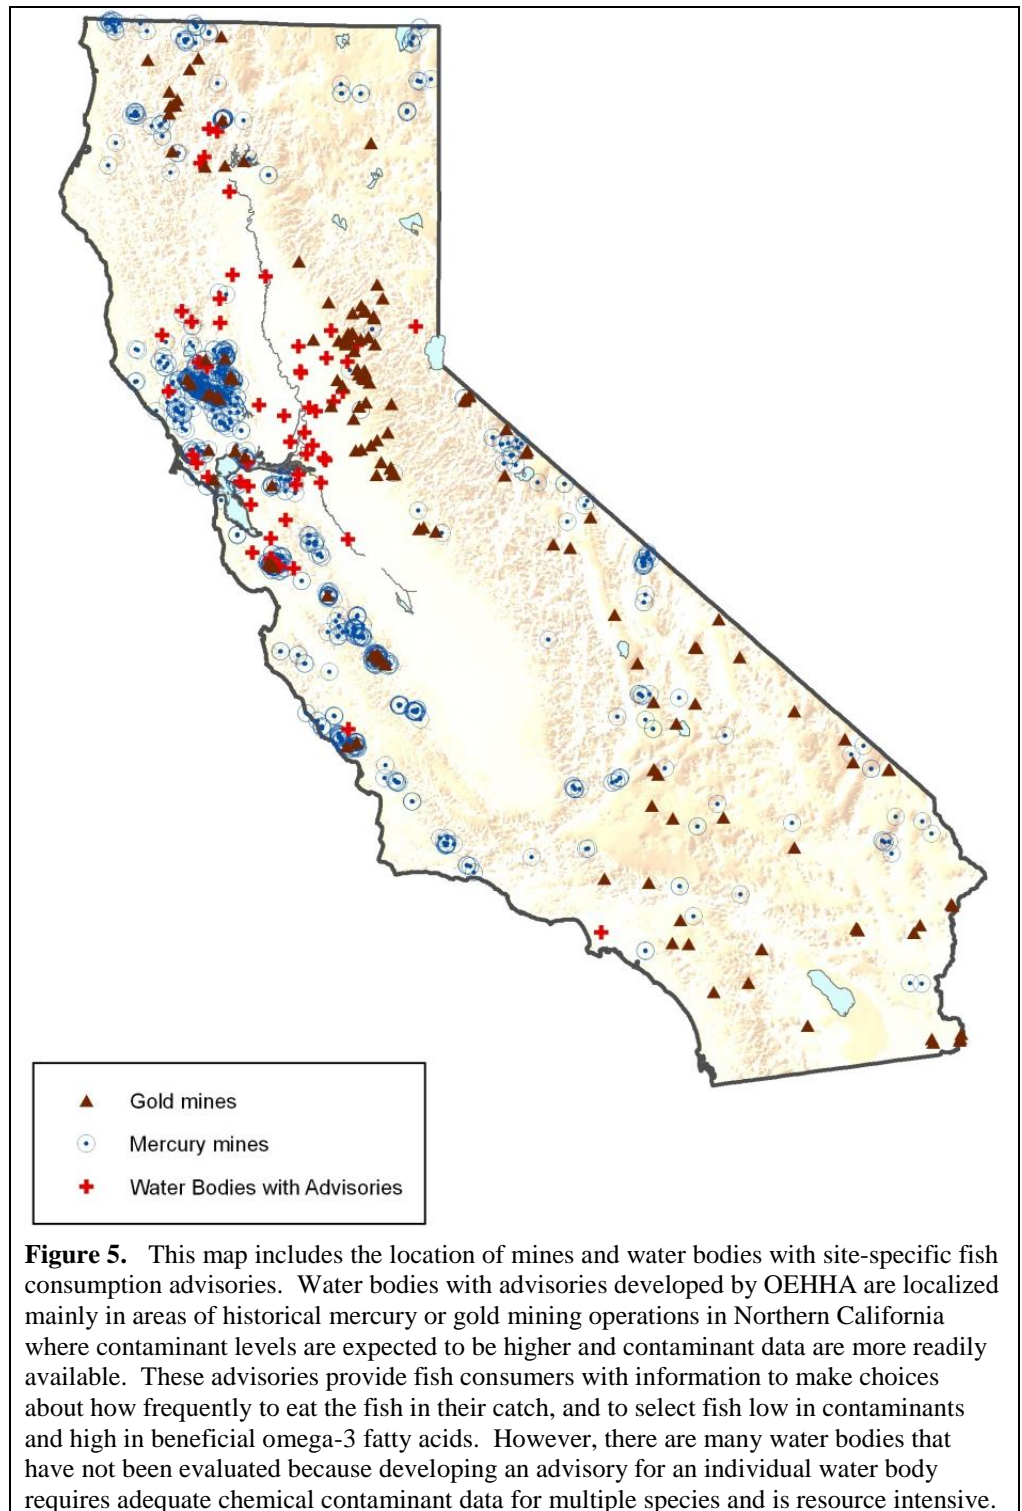 Gold mines
Mercury mines
Water Bodies with Advisories
Figure 5. This map includes the location of mines and water bodies with site-specific fish
consumption advisories. Water bodies with advisories developed by OEHHA are localized
mainly in areas of historical mercury or gold mining operations in Northern California
where contaminant levels are expected to be higher and contaminant data are more readily
available. These advisories provide fish consumers with information to make choices
about how frequently to eat the fish in their catch, and to select fish low in contaminants
and high in beneficial omega-3 fatty acids. However, there are many water bodies that
have not been evaluated because developing an advisory for an individual water body
requires adequate chemical contaminant data for multiple species and is resource intensive.